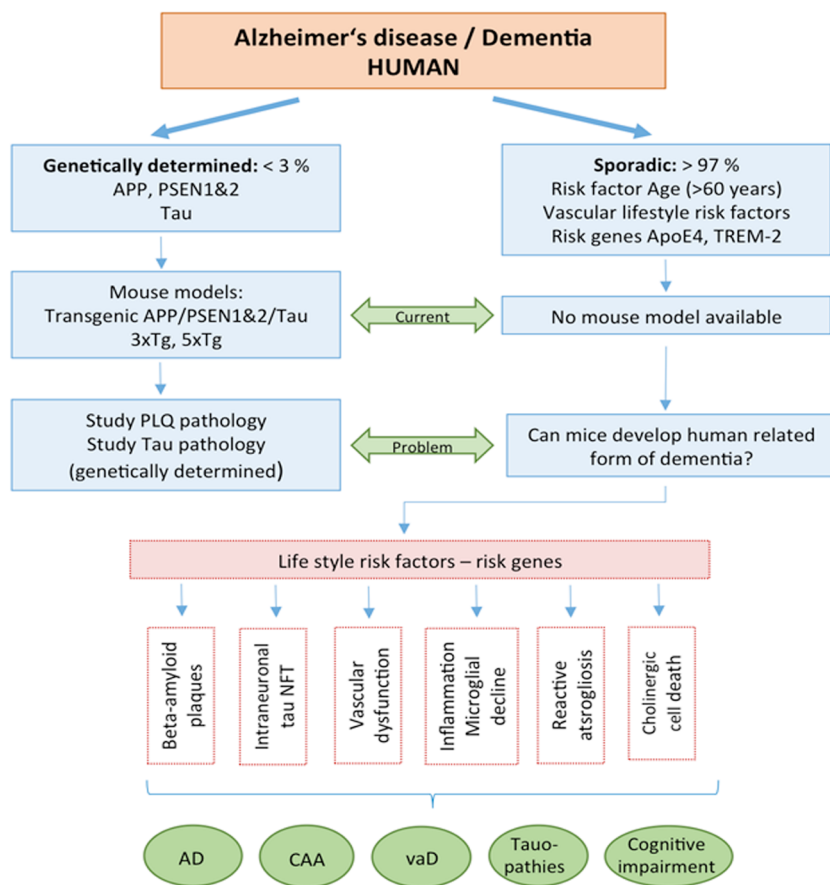 Alzheimer‘s disease / Dementia
HUMAN
Genetically determined: < 3 %
APP, PSEN1&2
Tau
Sporadic: > 97 %
Risk factor Age (>60 years)
Vascular lifestyle risk factors
Risk genes ApoE4, TREM-2
Mouse models:
Transgenic APP/PSEN1&2/Tau
3xTg, 5xTg
Current
No mouse model available
Study PLQ pathology
Study Tau pathology
(genetically determined)
Problem
Can mice develop human related
form of dementia?
Life style risk factors – risk genes
Beta-amyloid
plaques
Intraneuronal
tau NFT
Vascular
dysfunction
Inflammation
Microglial
decline
Reactive
atsrogliosis
Cholinergic
cell death
AD
CAA
vaD
Tauo-
pathies
Cognitive
impairment